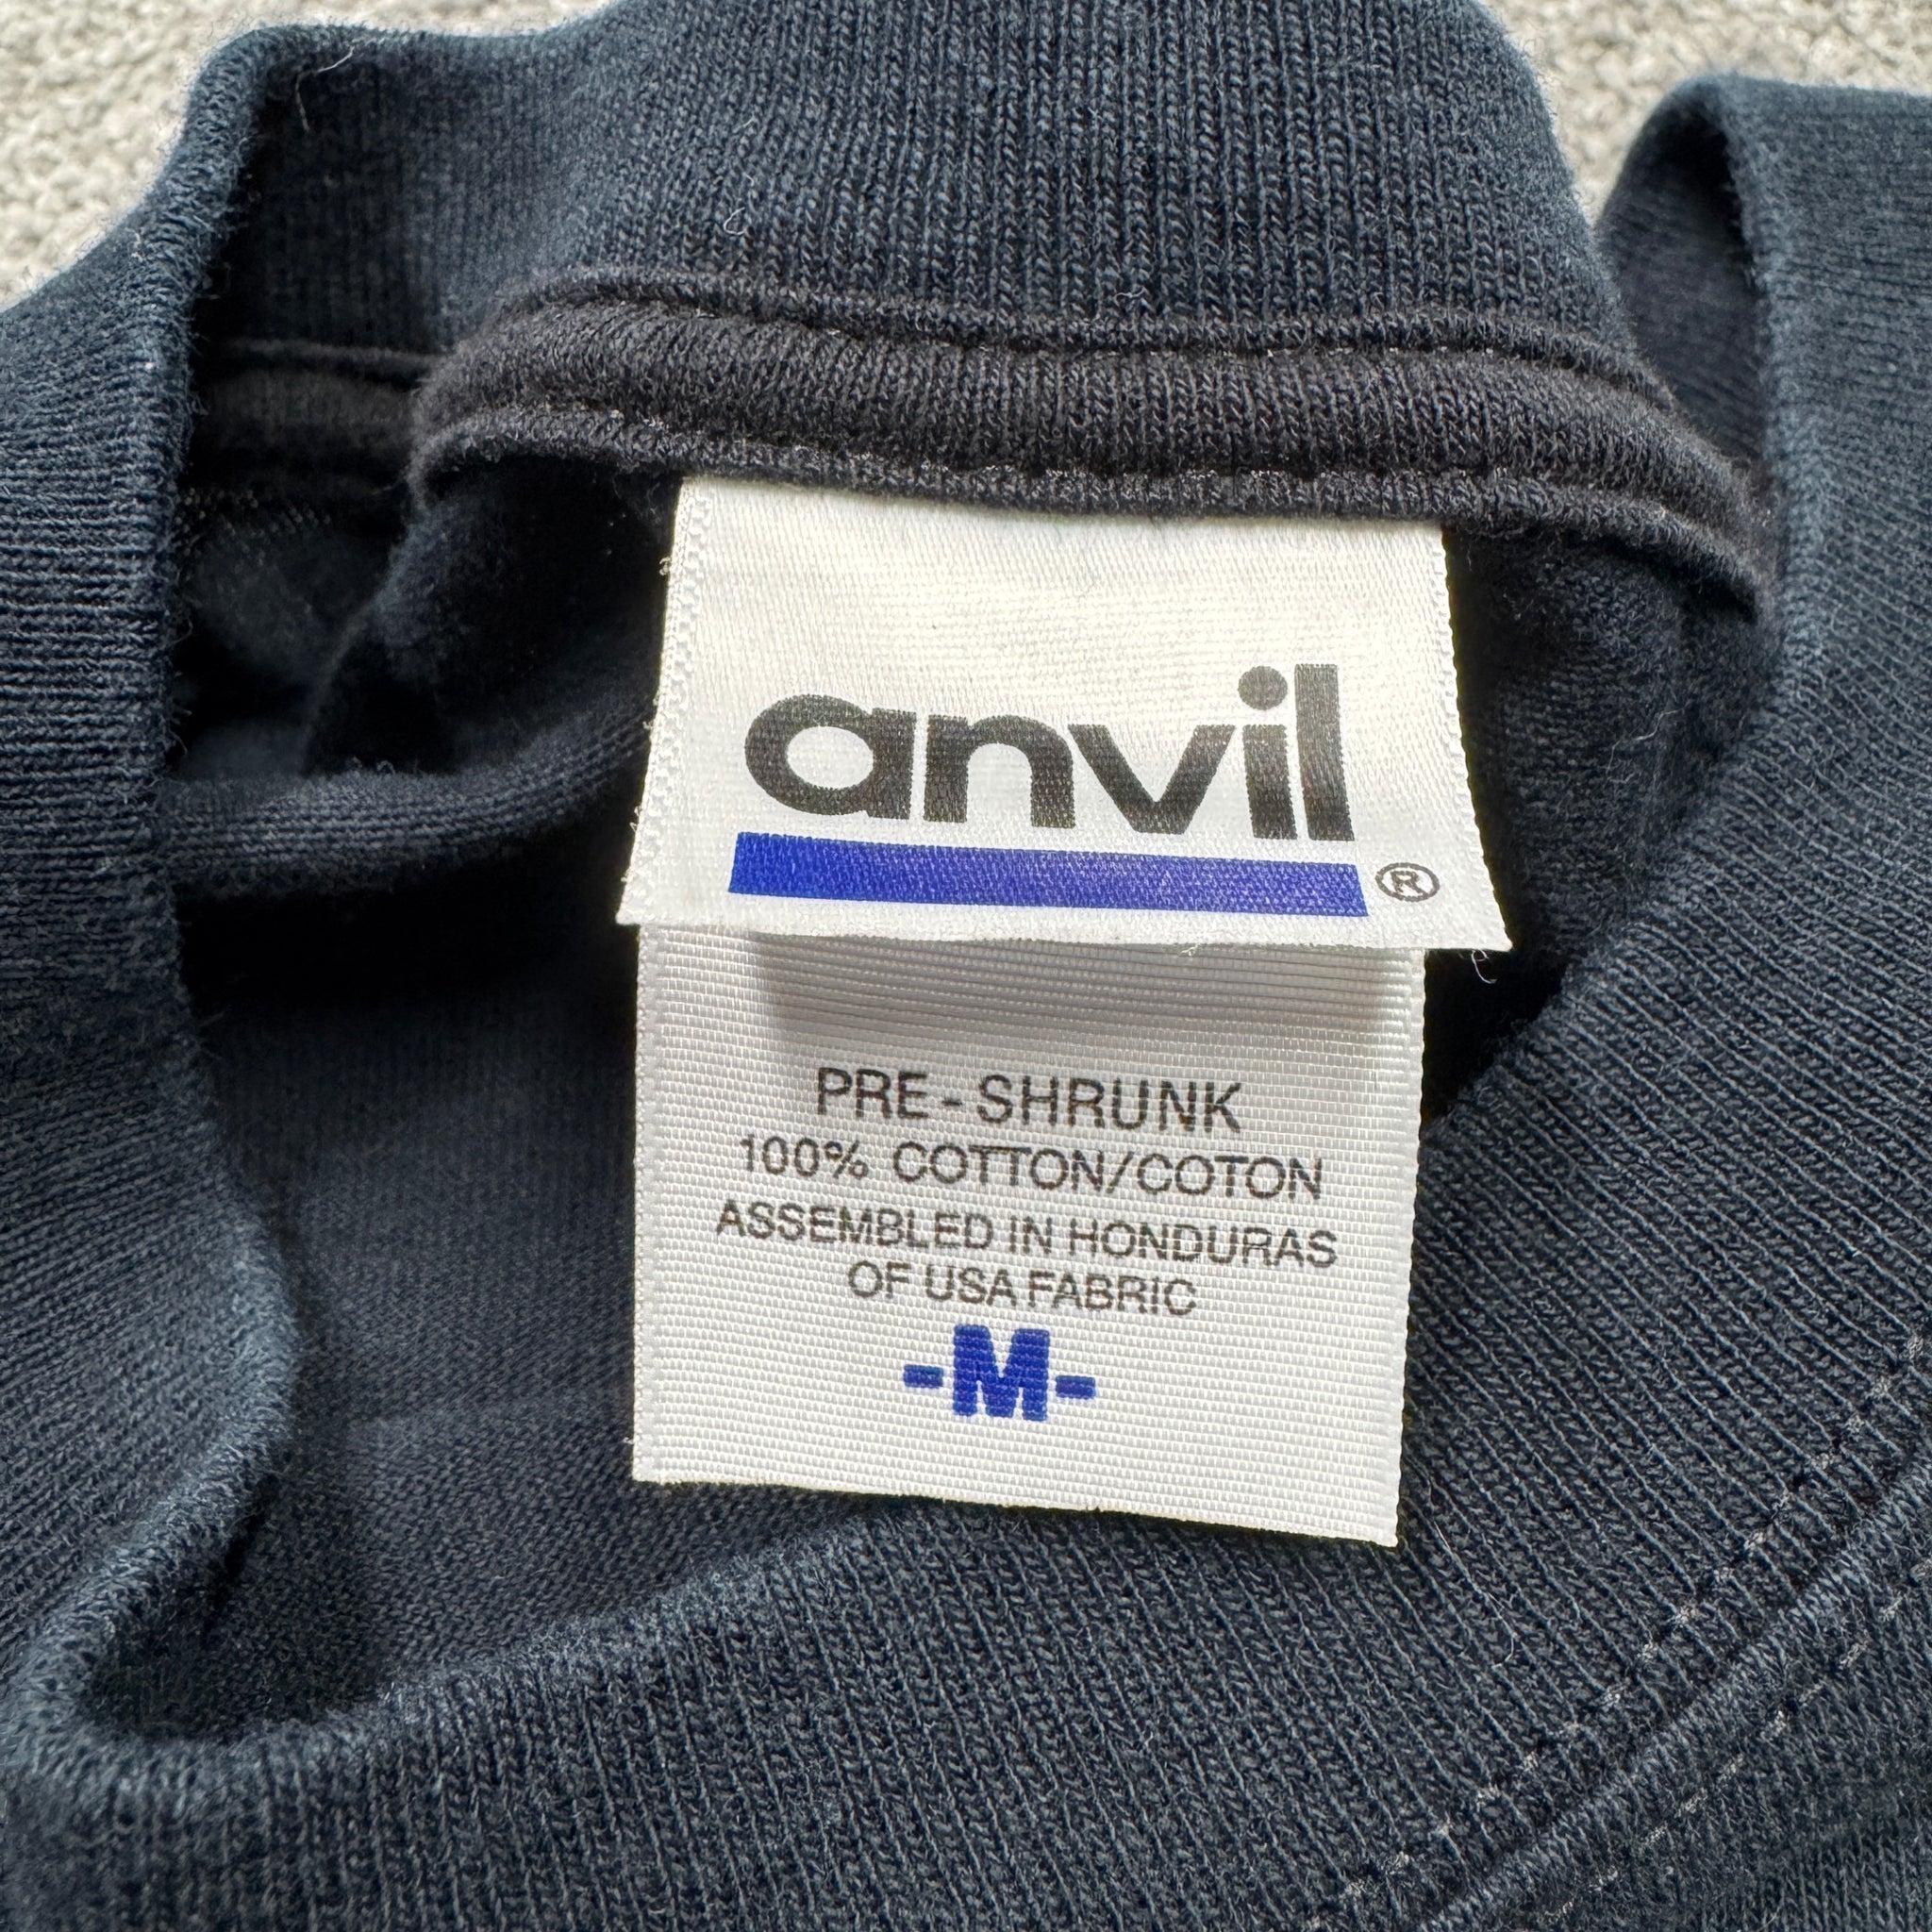 anvil
®
PRE-SHRUNK
100% COTTON/COTON
ASSEMBLED IN HONDURAS
OF USA FABRIC
-M-